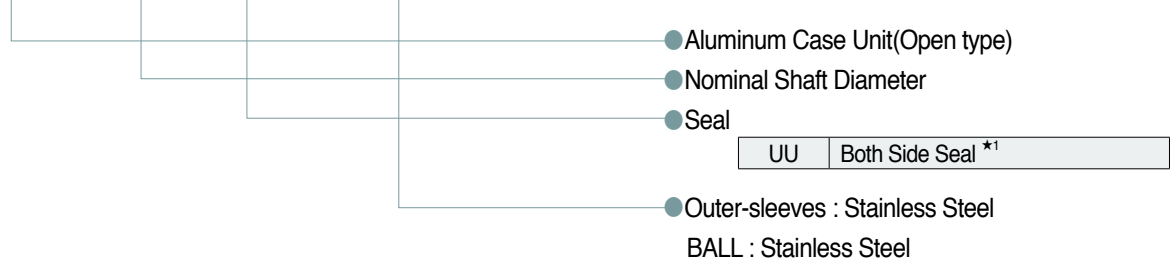 Aluminum Case Unit(Open type)
Nominal Shaft Diameter
Seal
UU Both Side Seal ★1
Outer-sleeves : Stainless Steel
BALL : Stainless Steel